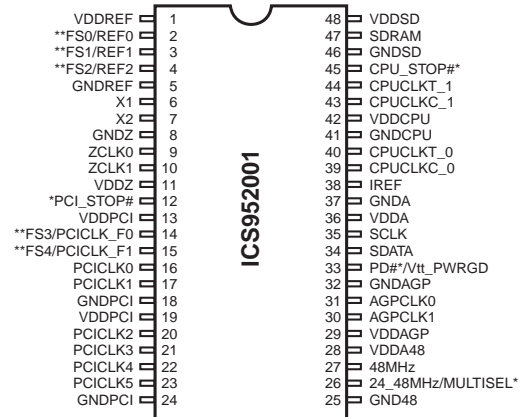 VDDREF 1 48 VDDSD
**FS0/REF0 2 47 SDRAM
**FS1/REF1 3 46 GNDSD
**FS2/REF2 4 45 CPU_STOP#*
GNDREF 5 44 CPUCLKT_1
X1 6 43 CPUCLKC_1
X2 7 42 VDDCPU
GNDZ 8 41 GNDCPU
ZCLK0 9 40 CPUCLKT_0
ZCLK1 10 39 CPUCLKC_0
VDDZ 11 38 IREF
*PCI_STOP# 12 37 GNDA
VDDPCI 13 36 VDDA
**FS3/PCICLK_F0 14 35 SCLK
**FS4/PCICLK_F1 15 34 SDATA
PCICLK0 16 33 PD#*/Vtt_PWRGD
PCICLK1 17 32 GNDAGP
GNDPCI 18 31 AGPCLK0
VDDPCI 19 30 AGPCLK1
PCICLK2 20 29 VDDAGP
PCICLK3 21 28 VDDA48
PCICLK4 22 27 48MHz
PCICLK5 23 26 24_48MHz/MULTISEL*
GNDPCI 24 25 GND48
ICS952001